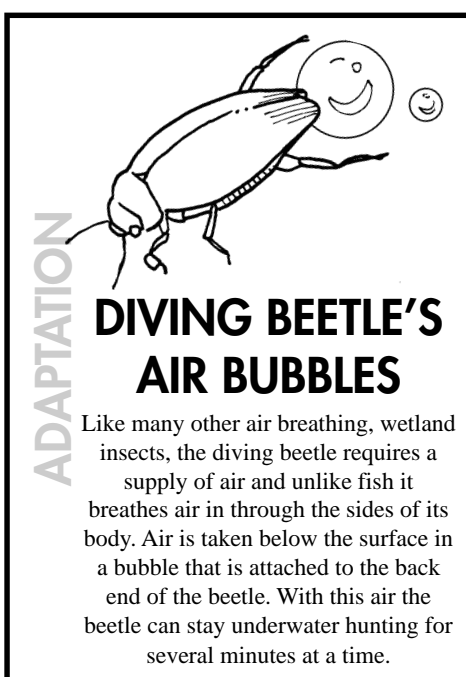 ADAPTATION
DIVING BEETLE'S
AIR BUBBLES
Like many other air breathing, wetland
insects, the diving beetle requires a
supply of air and unlike fish it
breathes air in through the sides of its
body. Air is taken below the surface in
a bubble that is attached to the back
end of the beetle. With this air the
beetle can stay underwater hunting for
several minutes at a time.